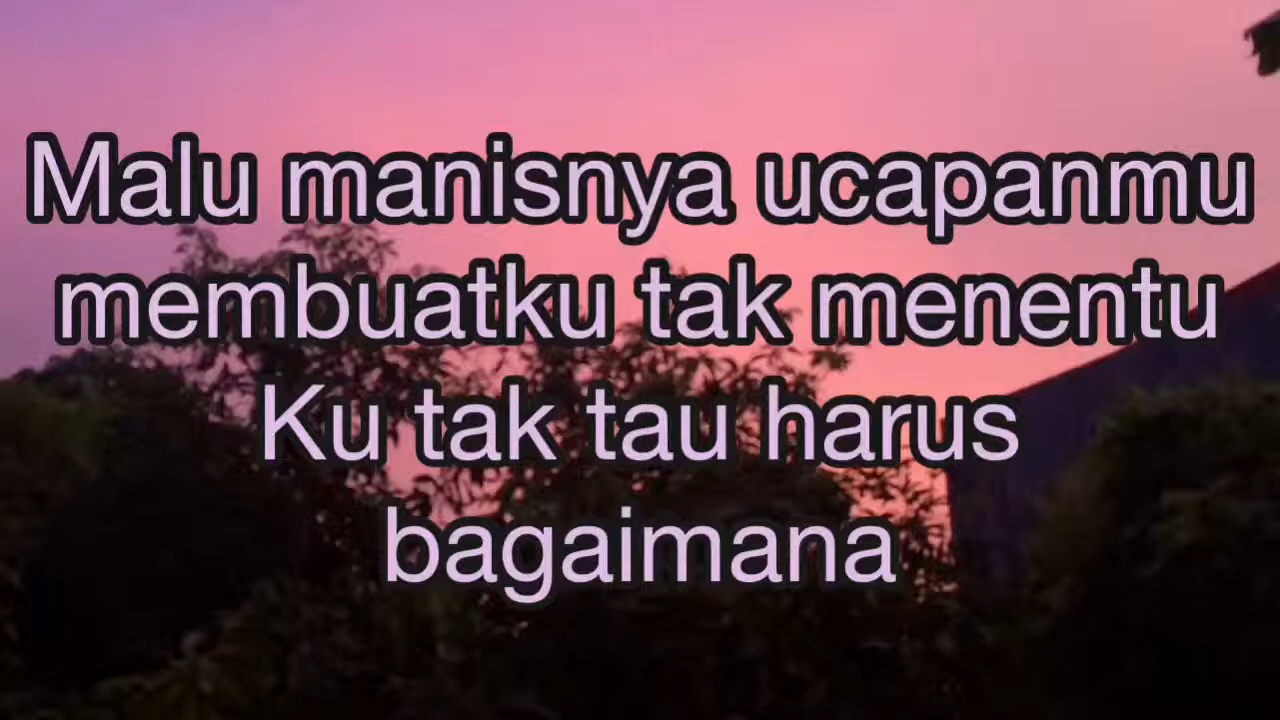 Malu manisnya ucapanmu
membuatku tak menentu
Ku tak tau harus
bagaimana